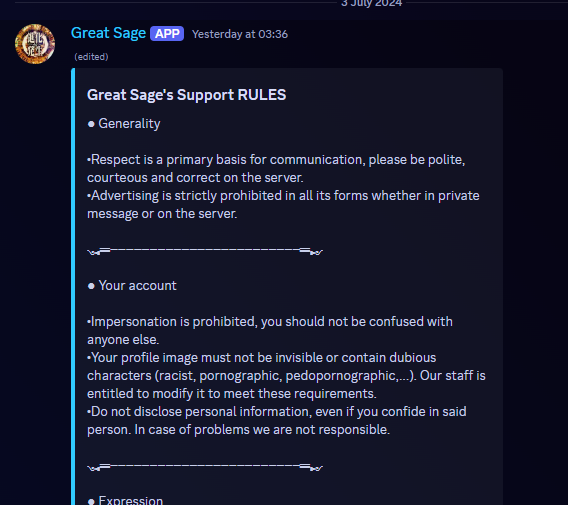 3 July 2024
Great Sage APP Yesterday at 03:36
(edited)
Great Sage's Support RULES
● Generality
•Respect is a primary basis for communication, please be polite,
courteous and correct on the server.
•Advertising is strictly prohibited in all its forms whether in private
message or on the server.
● Your account
•Impersonation is prohibited, you should not be confused with
anyone else.
•Your profile image must not be invisible or contain dubious
characters (racist, pornographic, pedopornographic,...). Our staff is
entitled to modify it to meet these requirements.
•Do not disclose personal information, even if you confide in said
person. In case of problems we are not responsible.
● Expression